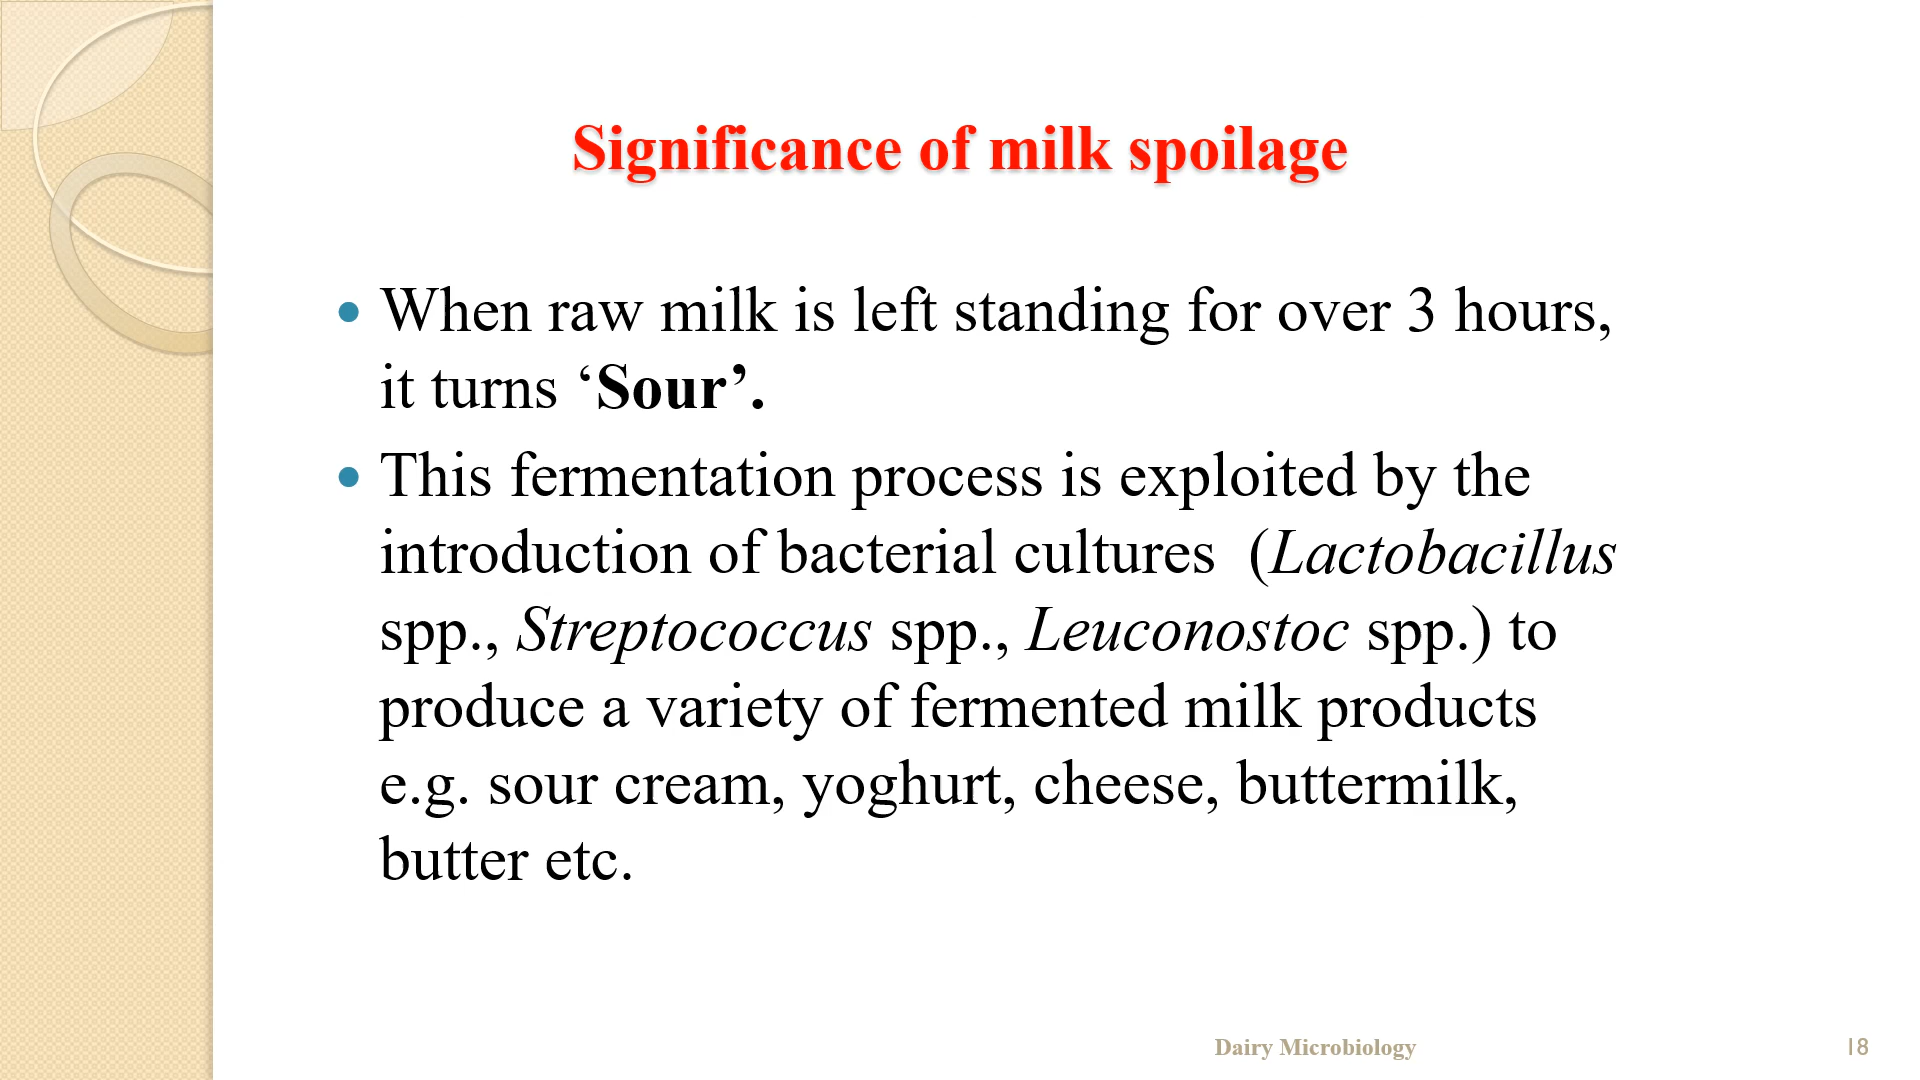 Significance of milk spoilage
• When raw milk is left standing for over 3 hours,
it turns ‘Sour’.
• This fermentation process is exploited by the
introduction of bacterial cultures  (Lactobacillus
spp., Streptococcus spp., Leuconostoc spp.) to
produce a variety of fermented milk products
e.g. sour cream, yoghurt, cheese, buttermilk,
butter etc.
Dairy Microbiology
18